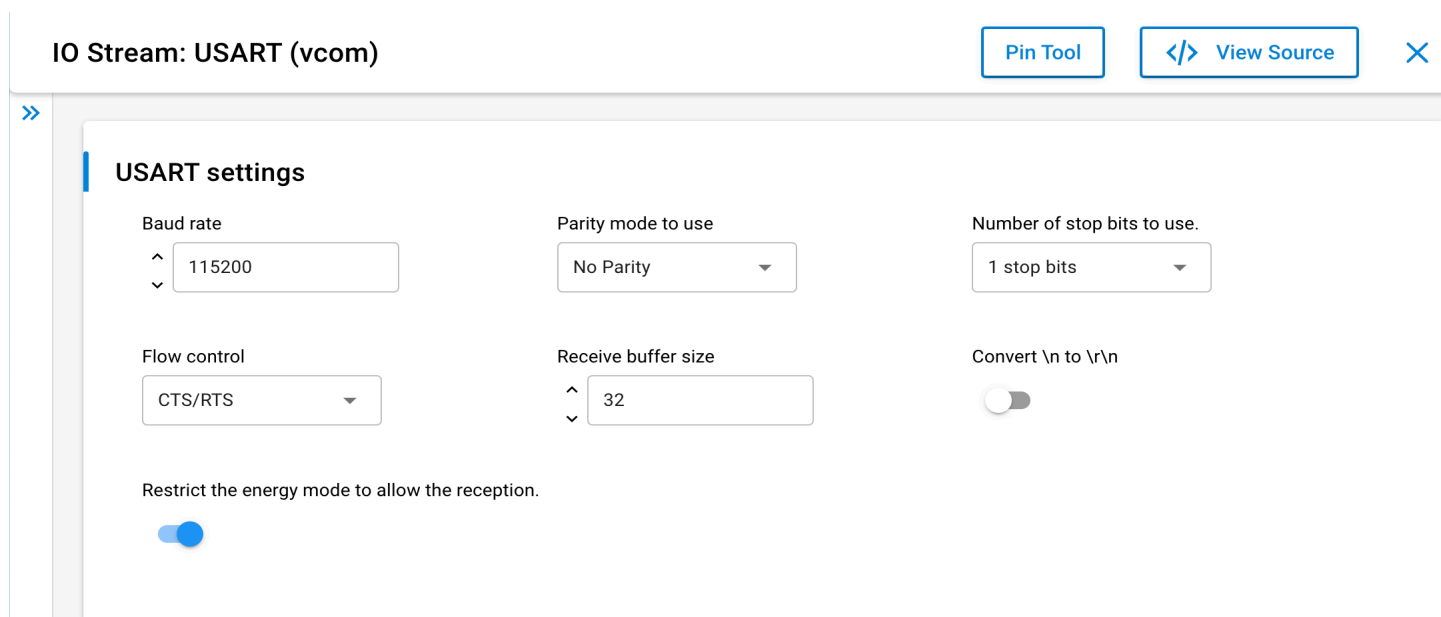 IO Stream: USART (vcom)
Pin Tool
</> View Source
USART settings
Baud rate
Parity mode to use
Number of stop bits to use.
115200
No Parity
1 stop bits
Flow control
Receive buffer size
Convert \n to \r\n
CTS/RTS
32
Restrict the energy mode to allow the reception.